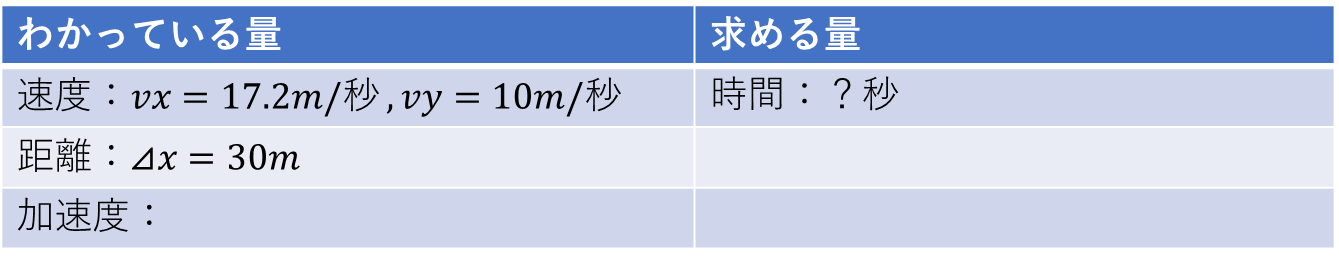 わかっている量 求める量
速度：vx = 17.2m/秒 , vy = 10m/秒 時間：？秒
距離：⊿x = 30m
加速度：